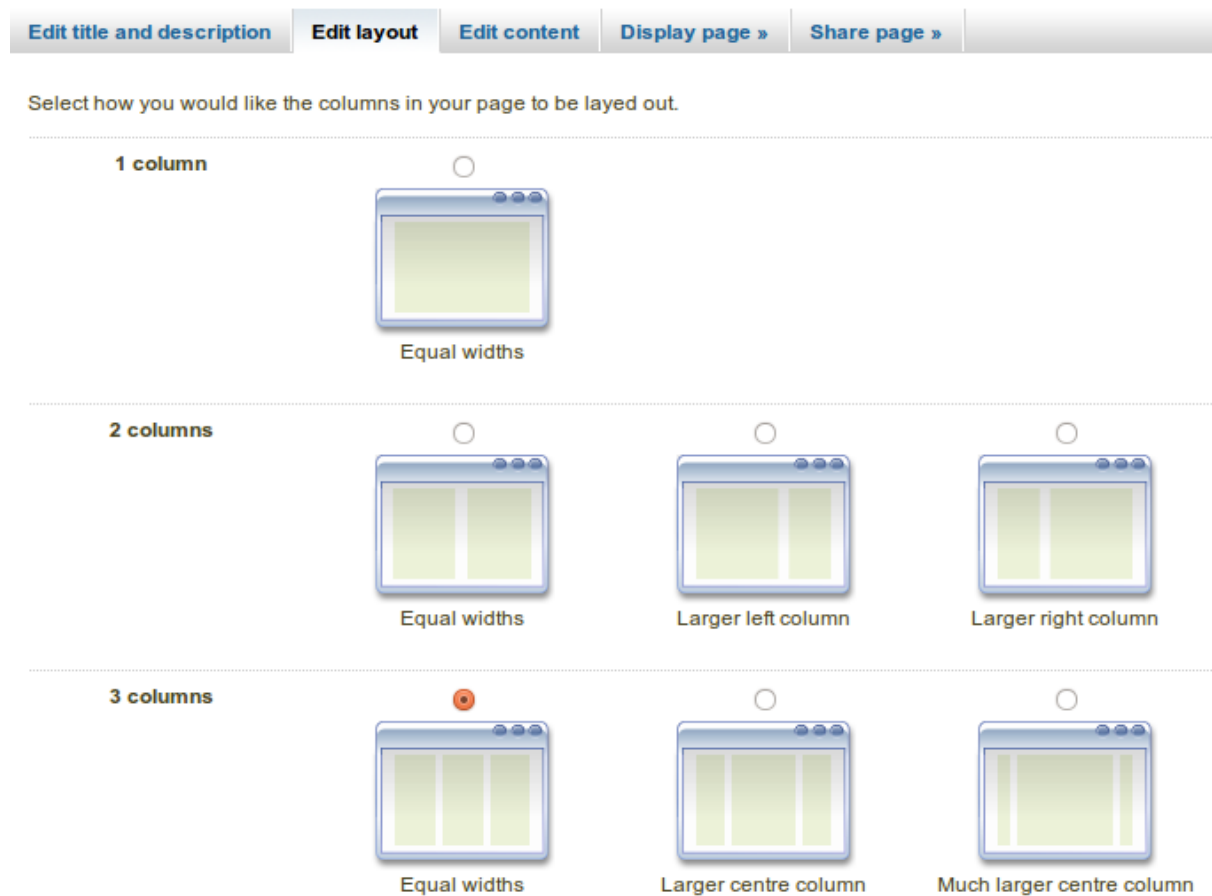 Edit title and description Edit layout Edit content Display page » Share page »
Select how you would like the columns in your page to be layed out.
1 column
Equal widths
2 columns
Equal widths Larger left column Larger right column
3 columns
Equal widths Larger centre column Much larger centre column